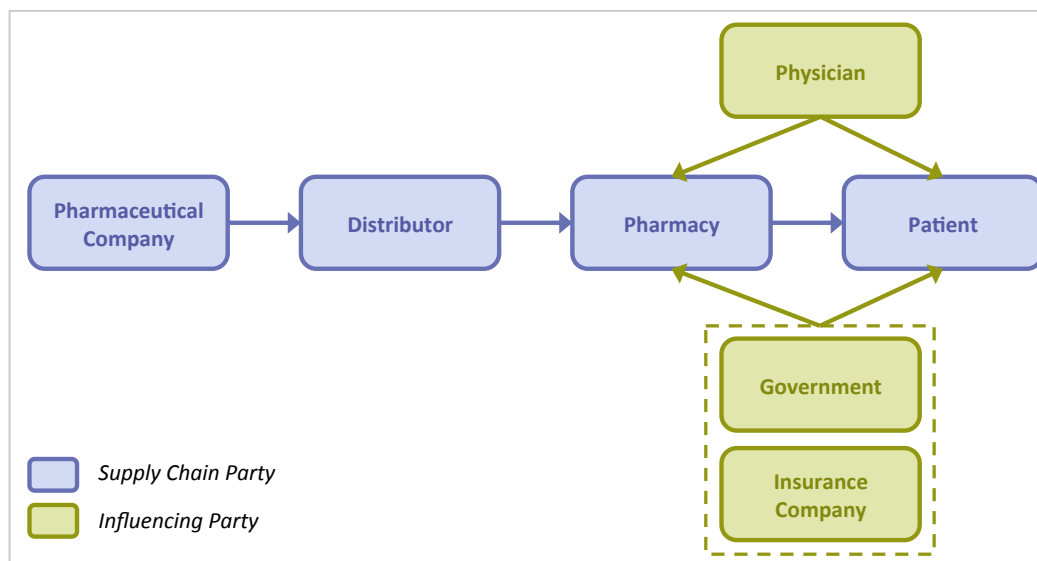 Physician
Pharmaceutical
Company
Distributor
Pharmacy
Patient
Government
Insurance
Company
Supply Chain Party
Influencing Party